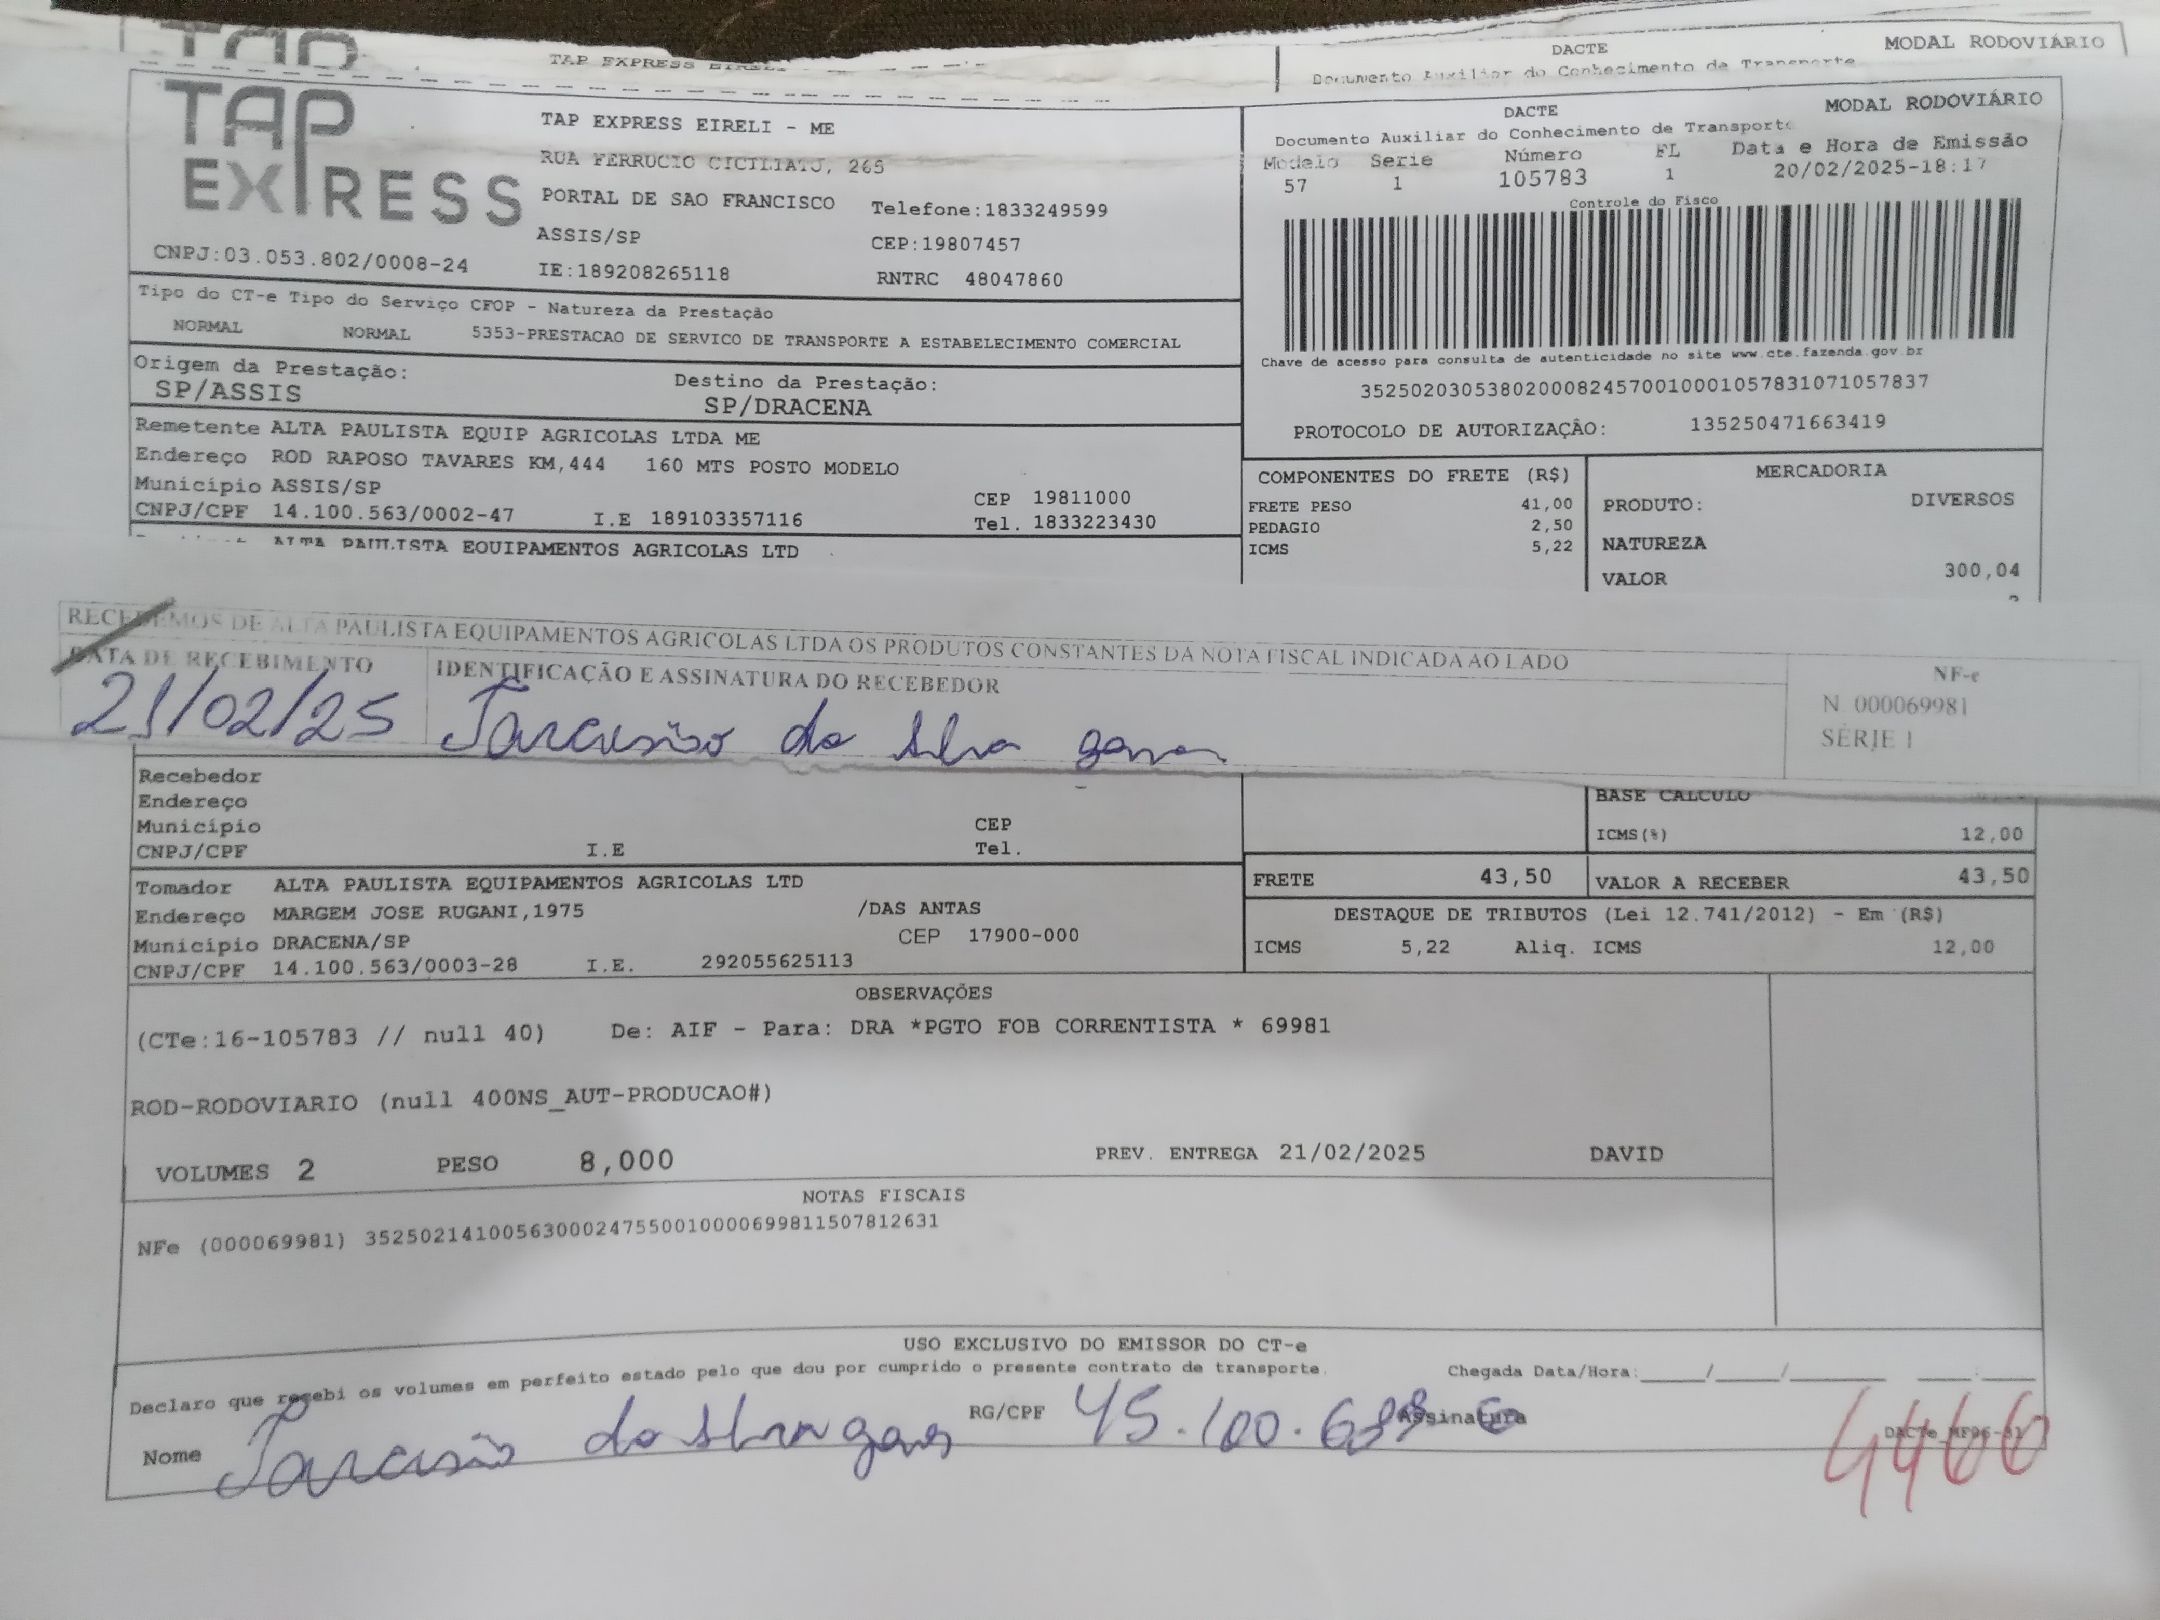 TAP EXPRESS
DACTE MODAL RODOVIÁRIO
Documento Auxiliar do Conhecimento de Transporte
TAP EXPRESS
TAP EXPRESS EIRELI - ME
RUA FERRUCIO 265
PORTAL DE SAO FRANCISCO Telefone:1833249599
ASSIS/SP CEP:19807457
CNPJ:03.053.802/0008-24 IE:189208265118 RNTRC 48047860
DACTE MODAL RODOVIÁRIO
Documento Auxiliar do Conhecimento de Transporte
Modelo Serie Número FL Data e Hora de Emissão
57 1 105783 1 20/02/2025-18:17
Controle do Fisco
Chave de acesso para consulta de autenticidade no site www.cte.fazenda.gov.br
35250203053802000824570010001057831071057837
PROTOCOLO DE AUTORIZAÇÃO: 135250471663419
Tipo do CT-e Tipo do Serviço CFOP - Natureza da Prestação
NORMAL NORMAL 5353-PRESTACAO DE SERVICO DE TRANSPORTE A ESTABELECIMENTO COMERCIAL
Origem da Prestação: Destino da Prestação:
SP/ASSIS SP/DRACENA
Remetente ALTA PAULISTA EQUIP AGRICOLAS LTDA ME
Endereço ROD RAPOSO TAVARES KM,444 160 MTS POSTO MODELO
Município ASSIS/SP CEP 19811000
CNPJ/CPF 14.100.563/0002-47 I.E 189103357116 Tel. 1833223430
ALTA PAULISTA EQUIPAMENTOS AGRICOLAS LTD
COMPONENTES DO FRETE (R$) MERCADORIA
FRETE PESO 41,00 PRODUTO: DIVERSOS
PEDAGIO 2,50
ICMS 5,22 NATUREZA
VALOR 300,04
RECEBEMOS DE ALTA PAULISTA EQUIPAMENTOS AGRICOLAS LTDA OS PRODUTOS CONSTANTES DA NOTA FISCAL INDICADA AO LADO
DATA DE RECEBIMENTO IDENTIFICAÇÃO E ASSINATURA DO RECEBEDOR NF-e
21/02/25 N. 000069981
SÉRIE 1
Recebedor
Endereço
Município CEP
CNPJ/CPF I.E Tel.
BASE CALCULO
ICMS(%) 12,00
FRETE 43,50 VALOR A RECEBER 43,50
Tomador ALTA PAULISTA EQUIPAMENTOS AGRICOLAS LTD
Endereço MARGEM JOSE RUGANI,1975 /DAS ANTAS
Município DRACENA/SP CEP 17900-000
CNPJ/CPF 14.100.563/0003-28 I.E. 292055625113
DESTAQUE DE TRIBUTOS (Lei 12.741/2012) - Em (R$)
ICMS 5,22 Aliq. ICMS 12,00
OBSERVAÇÕES
(CTe:16-105783 // null 40) De: AIF - Para: DRA *PGTO FOB CORRENTISTA * 69981
ROD-RODOVIARIO (null 400NS_AUT-PRODUCAO#)
VOLUMES 2 PESO 8,000 PREV. ENTREGA 21/02/2025 DAVID
NOTAS FISCAIS
NFe (000069981) 35250214100563000247550010000699811507812631
USO EXCLUSIVO DO EMISSOR DO CT-e
Declaro que recebi os volumes em perfeito estado pelo que dou por cumprido o presente contrato de transporte. Chegada Data/Hora:____/____/____ ___:___
Nome RG/CPF 45.100. Assinatura
4466